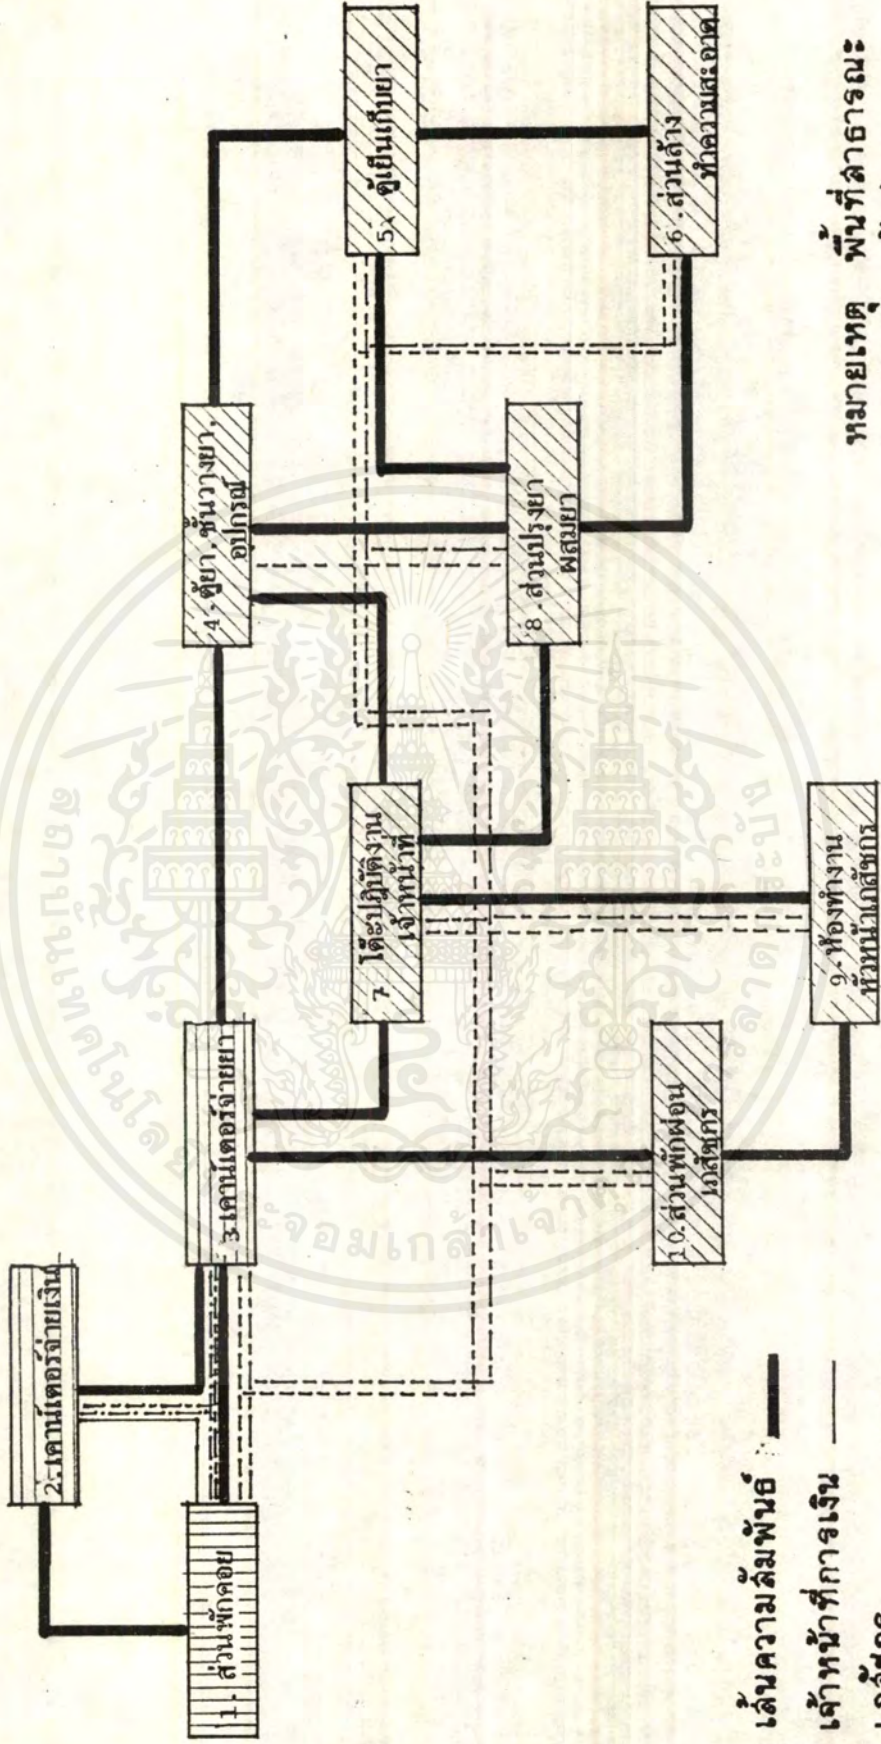 1. ส่วนพักคอย
2. เคาน์เตอร์จ่ายเงิน
3. เคาน์เตอร์จ่ายยา
4. ตู้ยา, ชั้นวางยา,
อุปกรณ์
5. ตู้เย็นเก็บยา
6. ส่วนล้าง
ทำความสะอาด
7. โต๊ะปฏิบัติงาน
เจ้าหน้าที่
8. ส่วนปรุงยา
ผสมยา
9. ห้องทำงาน
หัวหน้าเภสัชกร
10. ส่วนพักผ่อน
เภสัชกร
เส้นความสัมพันธ์
เจ้าหน้าที่การเงิน
หมายเหตุ พื้นที่สาธารณะ